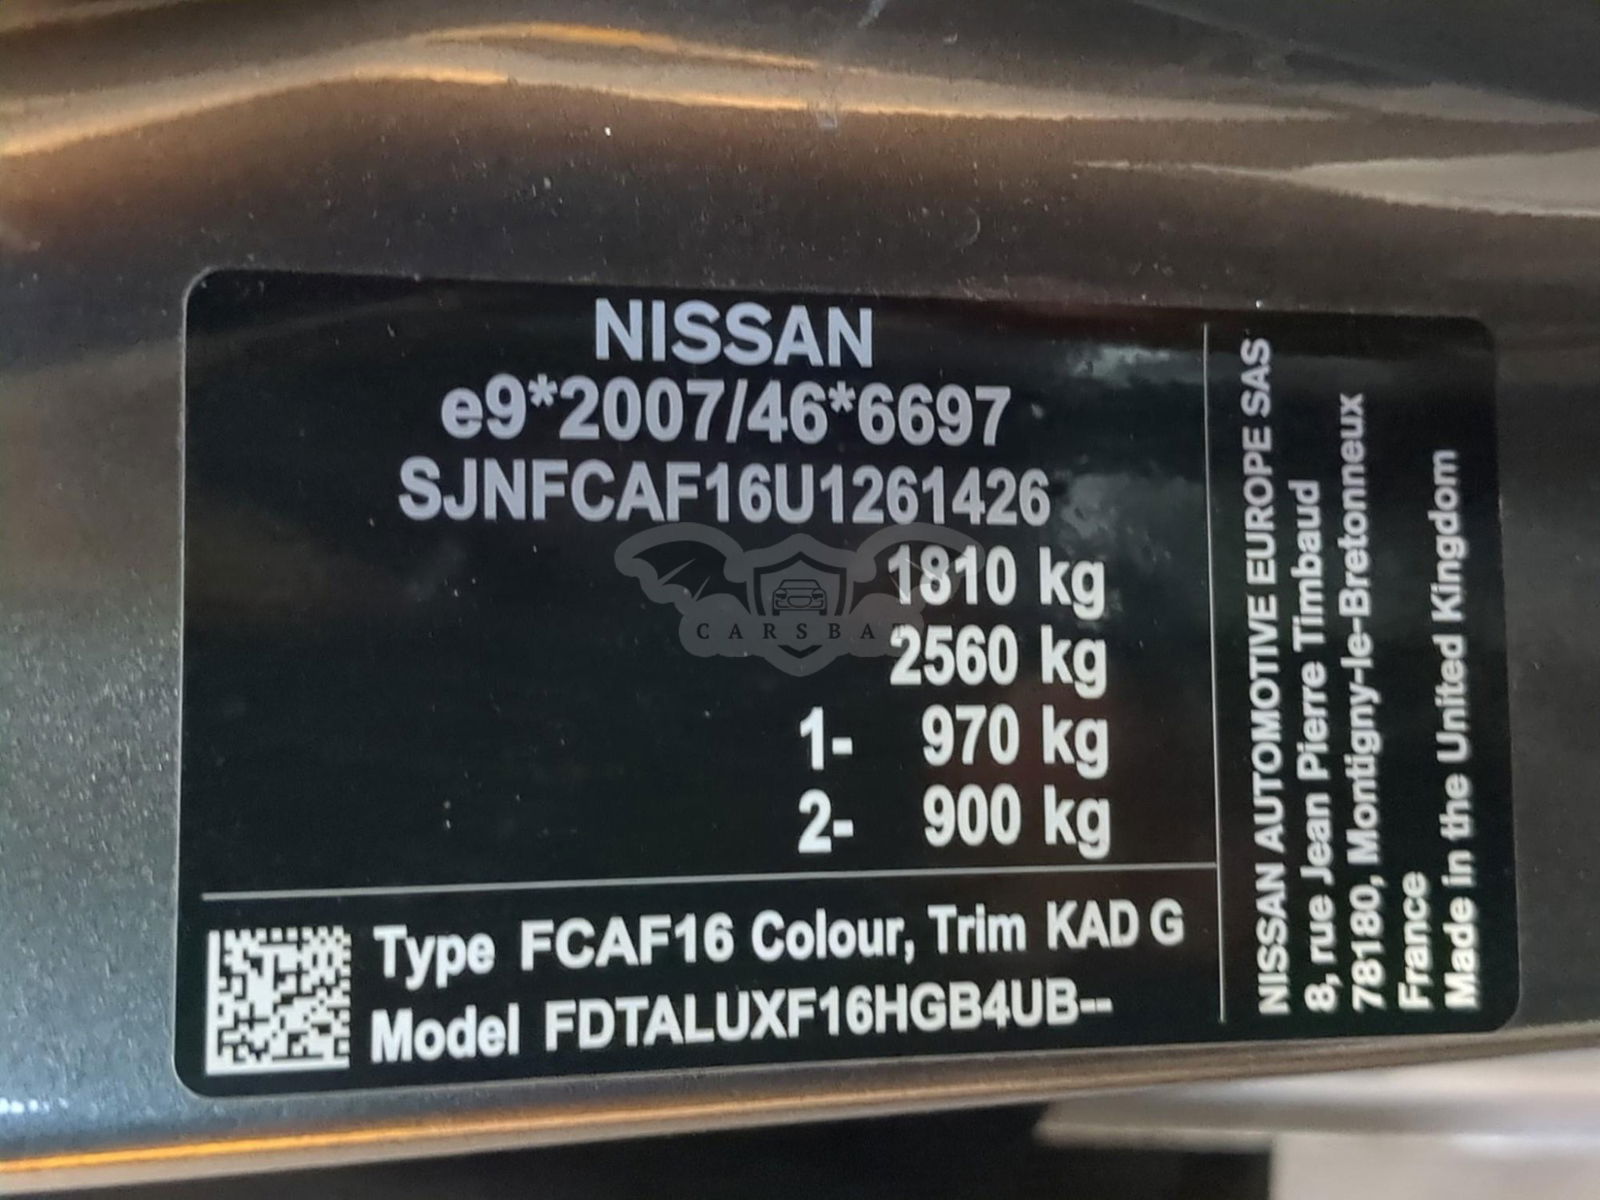 NISSAN
e9*2007/46*6697
SJNFCAF16U1261426
1810 kg
2560 kg
1- 970 kg
2- 900 kg
Type FCAF16 Colour, Trim KAD G
Model FDTALUXF16HGB4UB--
NISSAN AUTOMOTIVE EUROPE SAS
8, rue Jean Pierre Timbaud
78180, Montigny-le-Bretonneux
France
Made in the United Kingdom
CARSBAT